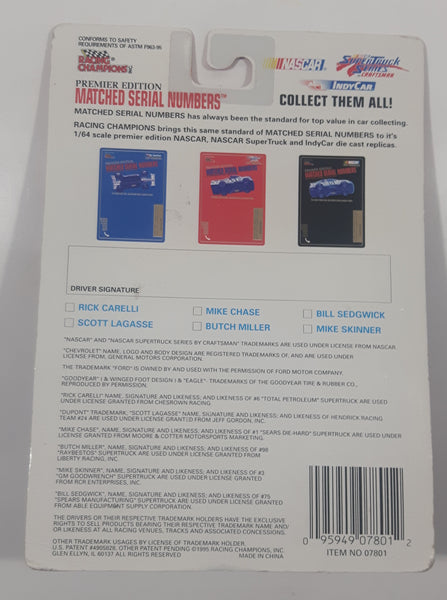 CONFORMS TO SAFETY
REQUIREMENTS OF ASTM F963-95
RACING
CHAMPIONS
NASCAR
SuperTruck
Series
CRAFTSMAN
INDYCAR
PREMIER EDITION
MATCHED SERIAL NUMBERS™
COLLECT THEM ALL!
MATCHED SERIAL NUMBERS has always been the standard for top value in car collecting.
RACING CHAMPIONS brings this same standard of MATCHED SERIAL NUMBERS to it's
1/64 scale premier edition NASCAR, NASCAR SuperTruck and IndyCar die cast replicas.
DRIVER SIGNATURE
RICK CARELLI
MIKE CHASE
BILL SEDGWICK
SCOTT LAGASSE
BUTCH MILLER
MIKE SKINNER
"NASCAR" AND "NASCAR SUPERTRUCK SERIES BY CRAFTSMAN" TRADEMARKS ARE USED UNDER LICENSE FROM NASCAR.
"CHEVROLET" NAME, LOGO AND BODY DESIGN ARE REGISTERED TRADEMARKS OF, AND ARE USED UNDER
LICENSE FROM, GENERAL MOTORS CORPORATION.
THE TRADEMARK "FORD" IS OWNED BY AND USED WITH THE PERMISSION OF FORD MOTOR COMPANY.
"GOODYEAR" ( & WINGED FOOT DESIGN ) & "EAGLE" TRADEMARKS OF THE GOODYEAR TIRE & RUBBER CO.,
REPRODUCED BY PERMISSION.
"RICK CARELLI" NAME, SIGNATURE AND LIKENESS; AND LIKENESS OF #6 "TOTAL PETROLEUM" SUPERTRUCK ARE USED
UNDER LICENSE GRANTED FROM CHESROWN RACING.
"DUPONT" TRADEMARK, "SCOTT LAGASSE" NAME, SIGNATURE AND LIKENESS; AND LIKENESS OF HENDRICK RACING
TEAM #24 ARE USED UNDER LICENSE GRANTED FROM JEFF GORDON, INC.
"MIKE CHASE" NAME, SIGNATURE AND LIKENESS; AND LIKENESS OF #1 "SEARS DIE-HARD" SUPERTRUCK ARE USED UNDER
LICENSE GRANTED FROM MOORE & COTTER MOTORSPORTS MARKETING.
"BUTCH MILLER" NAME, SIGNATURE AND LIKENESS; AND LIKENESS OF #98
"RAYBESTOS" SUPERTRUCK ARE USED UNDER LICENSE GRANTED FROM
LIBERTY RACING, INC.
"MIKE SKINNER" NAME, SIGNATURE AND LIKENESS; AND LIKENESS OF #3
"GM GOODWRENCH" SUPERTRUCK ARE USED UNDER LICENSE GRANTED
FROM RCR ENTERPRISES, INC.
"BILL SEDGWICK" NAME, SIGNATURE AND LIKENESS; AND LIKENESS OF #75
"SPEARS MANUFACTURING" SUPERTRUCK ARE USED UNDER LICENSE GRANTED
FROM ABLE EQUIPMENT SUPPLY CORPORATION.
THE DRIVERS OR THEIR RESPECTIVE TRADEMARK HOLDERS HAVE THE EXCLUSIVE
RIGHTS TO SELL PRODUCTS BEARING THEIR RESPECTIVE TRADEMARK NAME AND/
OR LIKENESS AT ALL RACING VENUES, TRACKS AND ASSOCIATED CONCESSIONS.
OTHER TRADEMARKS USAGES BY LICENSE OF TRADEMARK HOLDER.
U.S. PATENT #4905828. OTHER PATENT PENDING ©1995 RACING CHAMPIONS, INC.
GLEN ELLYN, IL 60137 ALL RIGHTS RESERVED. MADE IN CHINA
0 95949 07801 2
ITEM NO 07801